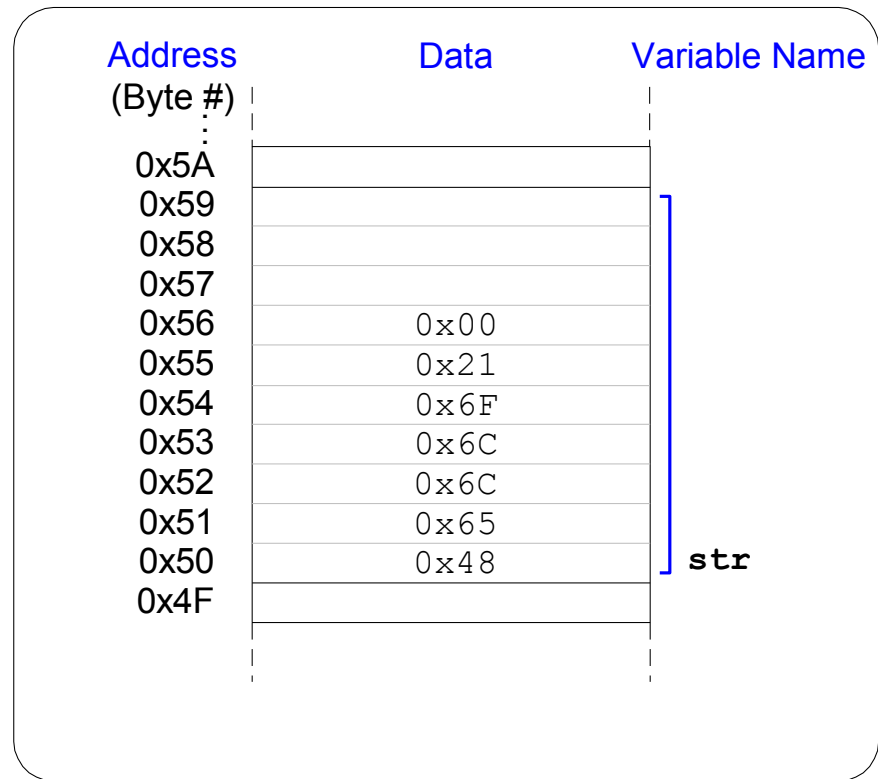 Address Data Variable Name
(Byte #)
0x5A
0x59
0x58
0x57
0x56 0x00
0x55 0x21
0x54 0x6F
0x53 0x6C
0x52 0x6C
0x51 0x65
0x50 0x48 str
0x4F